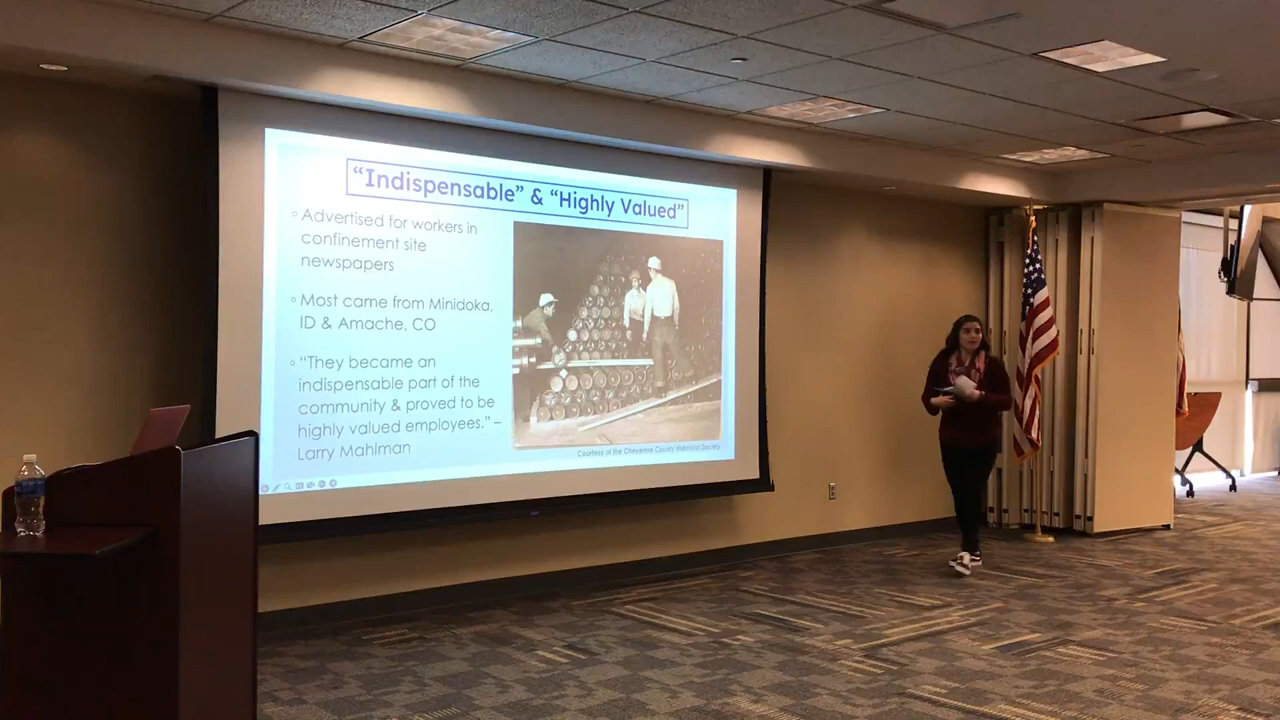 “Indispensable” & “Highly Valued”
Advertised for workers in
confinement site
newspapers
Most came from Minidoka,
ID & Amache, CO
“They became an
indispensable part of the
community & proved to be
highly valued employees.” –
Larry Mahlman
Courtesy of the Cheyenne County Historical Society